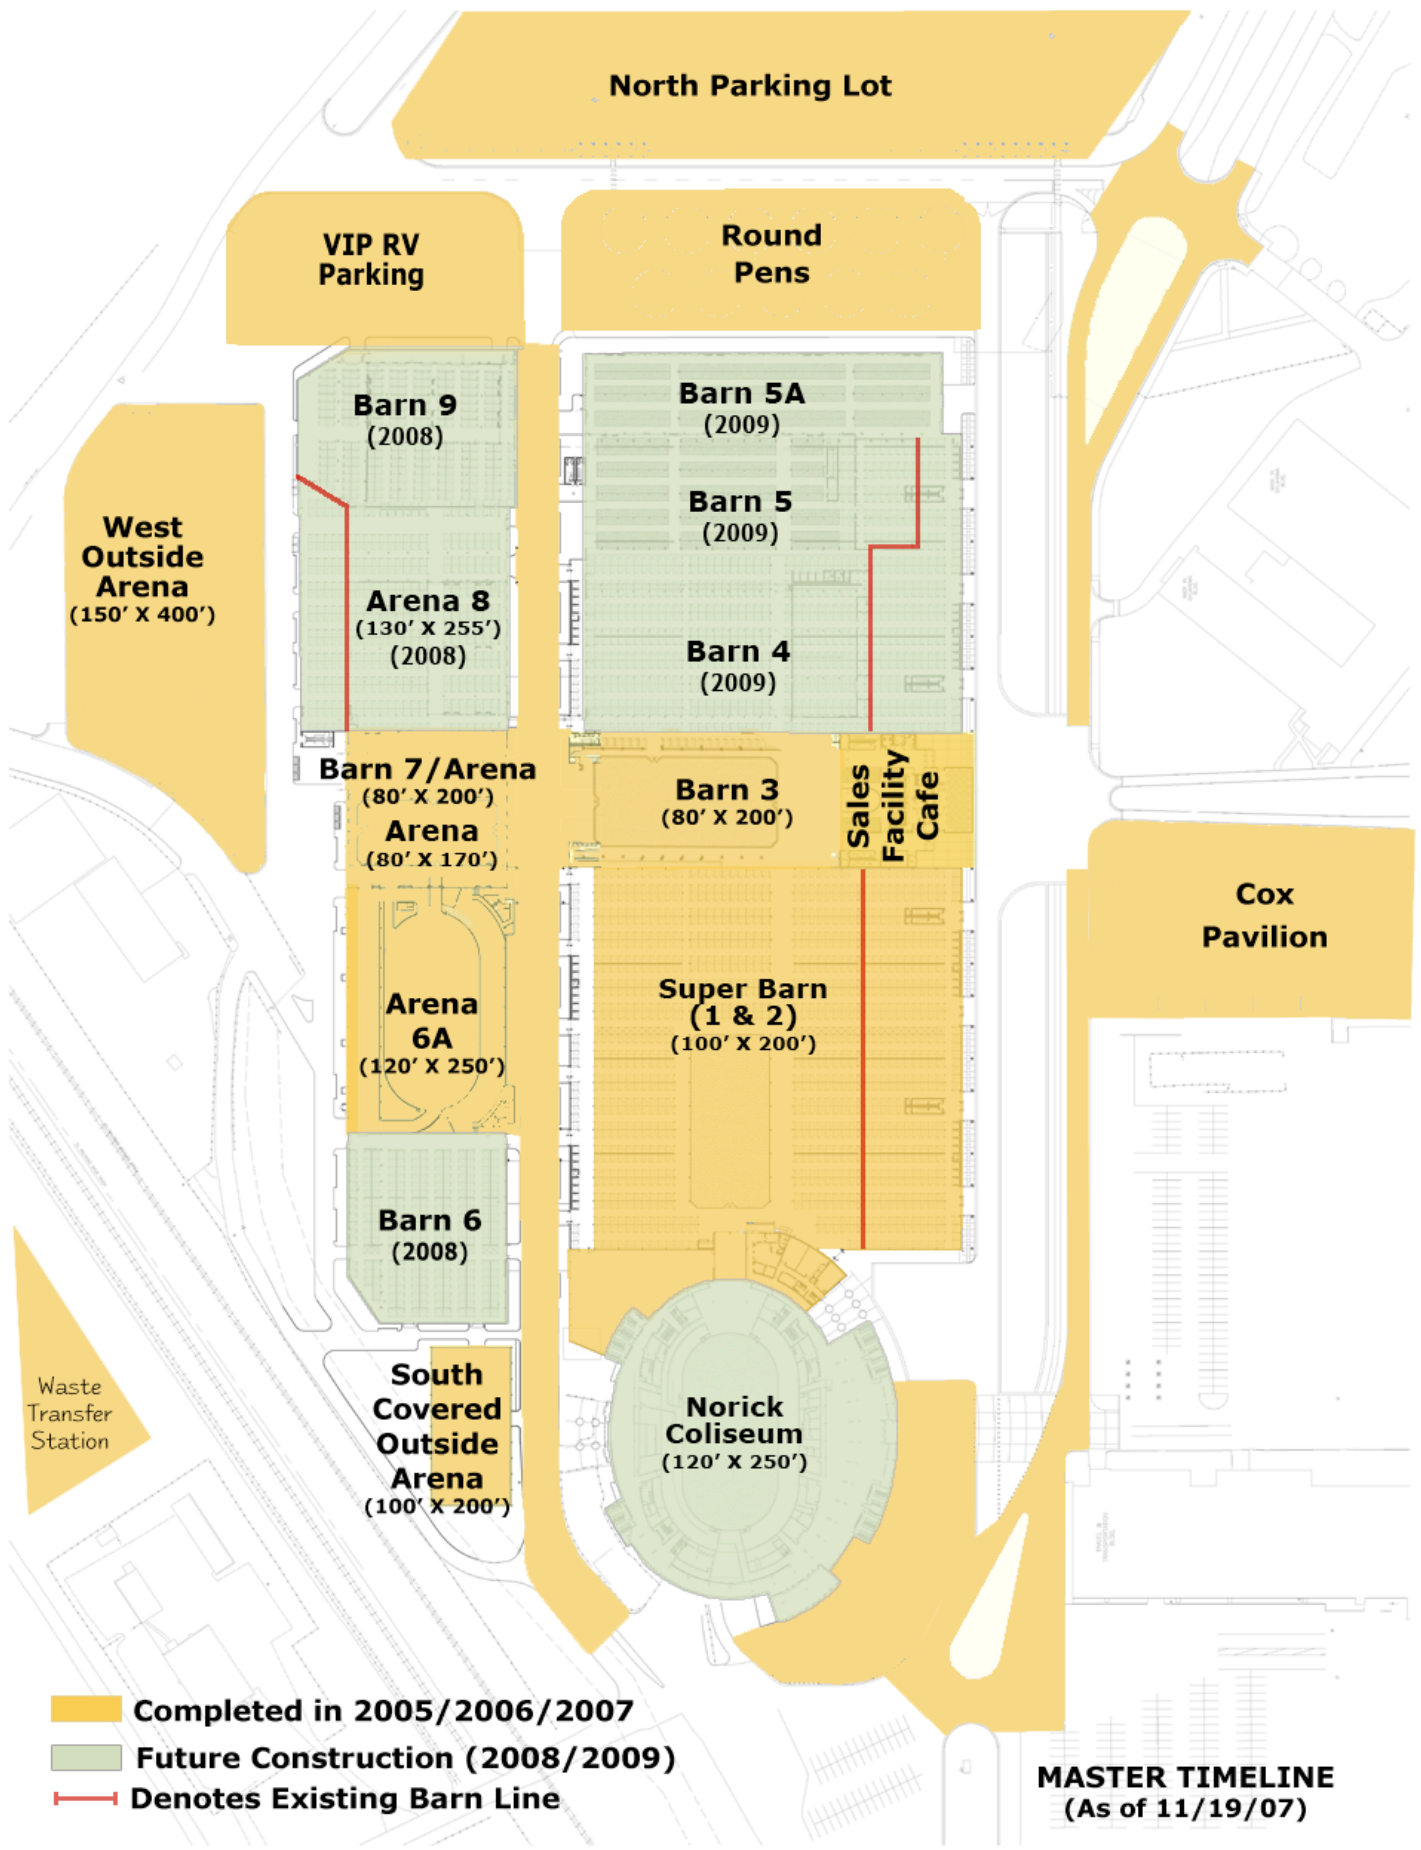 North Parking Lot
VIP RV
Parking
Round
Pens
Barn 9
(2008)
Barn 5A
(2009)
Barn 5
(2009)
West
Outside
Arena
(150' X 400')
Arena 8
(130' X 255')
(2008)
Barn 4
(2009)
Barn 7/Arena
(80' X 200')
Arena
(80' X 170')
Barn 3
(80' X 200')
Sales
Facility
Cafe
Cox
Pavilion
Arena
6A
(120' X 250')
Super Barn
(1 & 2)
(100' X 200')
Barn 6
(2008)
Waste
Transfer
Station
South
Covered
Outside
Arena
(100' X 200')
Norick
Coliseum
(120' X 250')
Completed in 2005/2006/2007
Future Construction (2008/2009)
Denotes Existing Barn Line
MASTER TIMELINE
(As of 11/19/07)